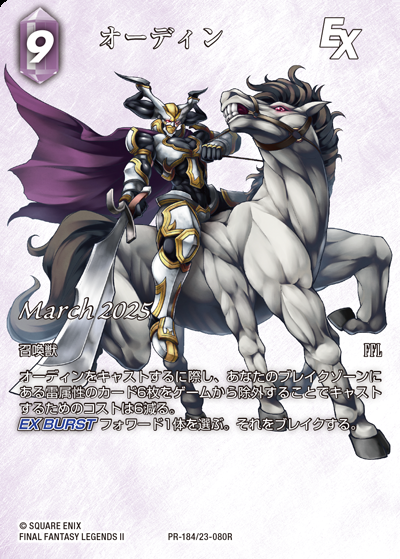 9
オーディン
EX
March 2025
召喚獣
FFL
オーディンをキャストするに際し、あなたのブレイクゾーンに
ある雷属性のカード6枚をゲームから除外することでキャスト
するためのコストは6減る。
EX BURST フォワード1体を選ぶ。それをブレイクする。
© SQUARE ENIX
FINAL FANTASY LEGENDS II
PR-184/23-080R